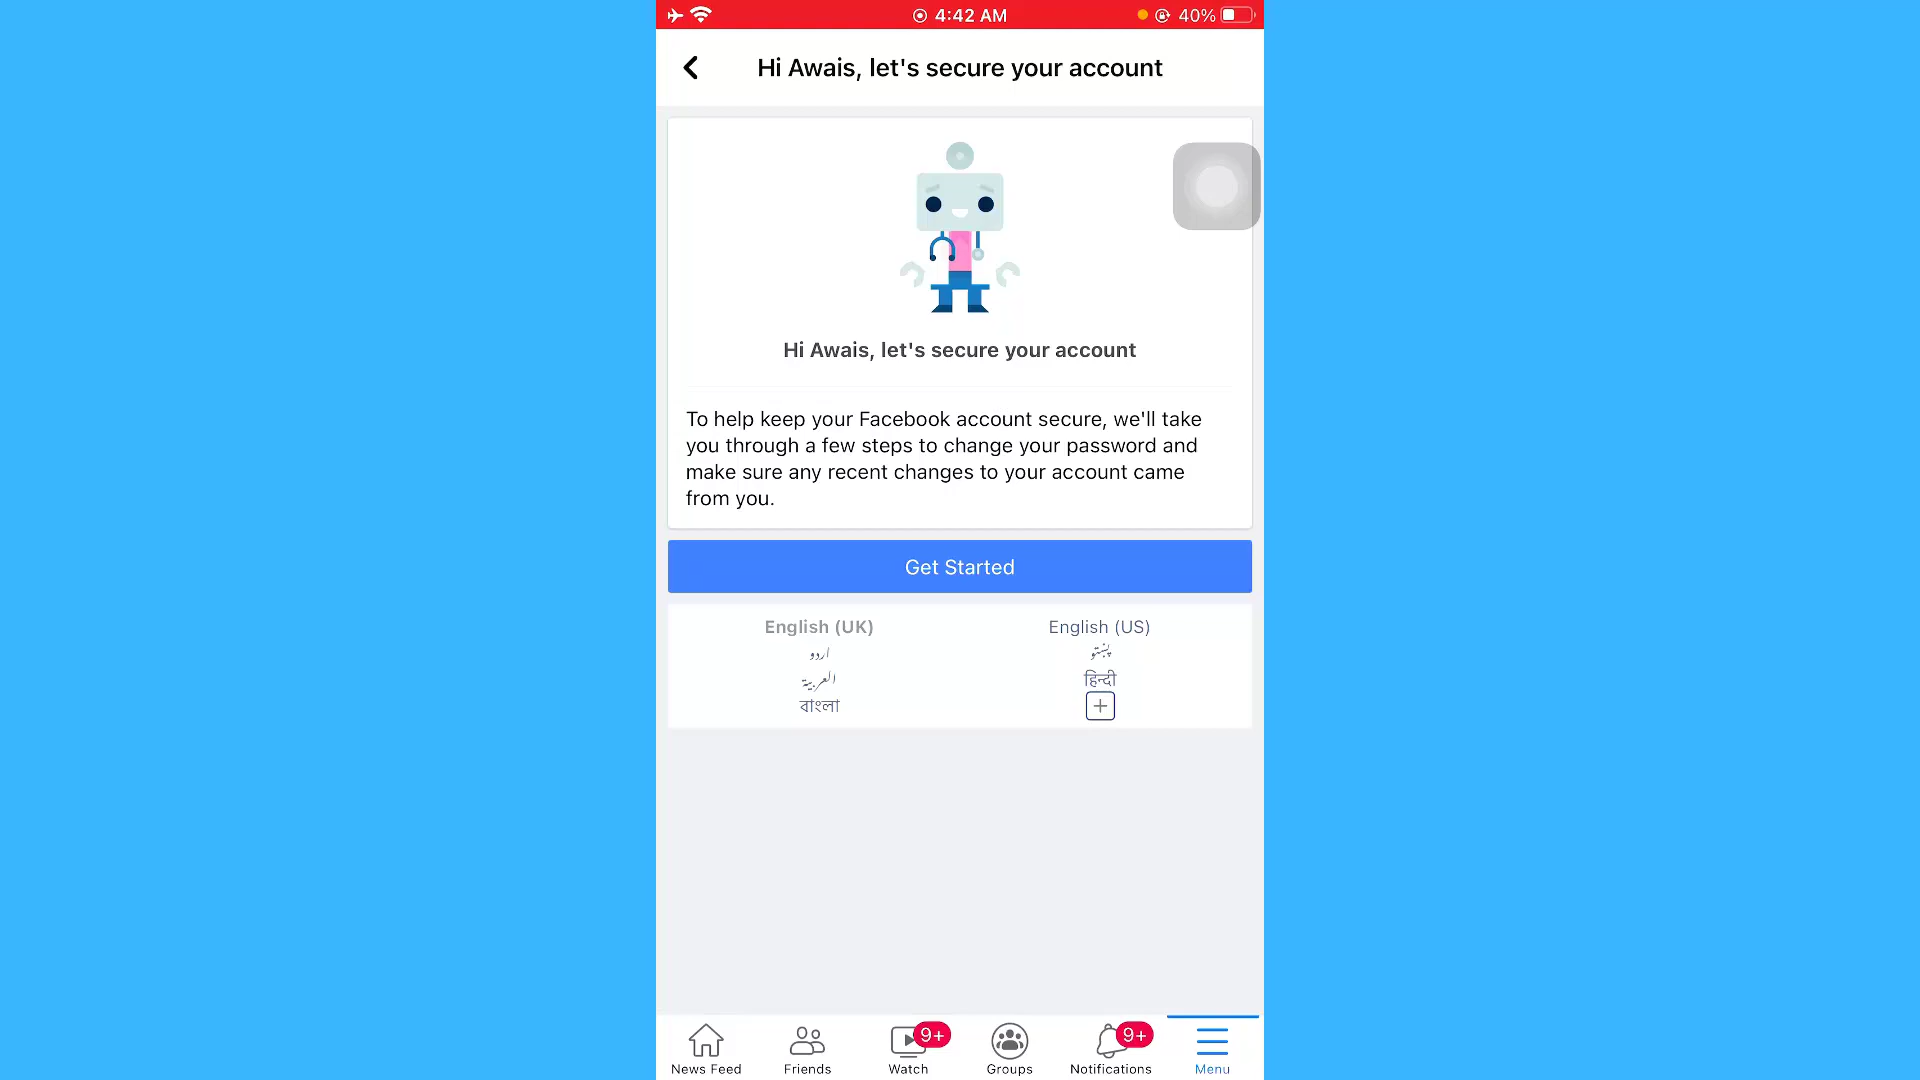 4:42 AM
40%
Hi Awais, let's secure your account
Hi Awais, let's secure your account
To help keep your Facebook account secure, we'll take
you through a few steps to change your password and
make sure any recent changes to your account came
from you.
Get Started
English (UK)
English (US)
اردو
پښتو
العربية
हिन्दी
বাংলা
9+
9+
News Feed
Friends
Watch
Groups
Notifications
Menu